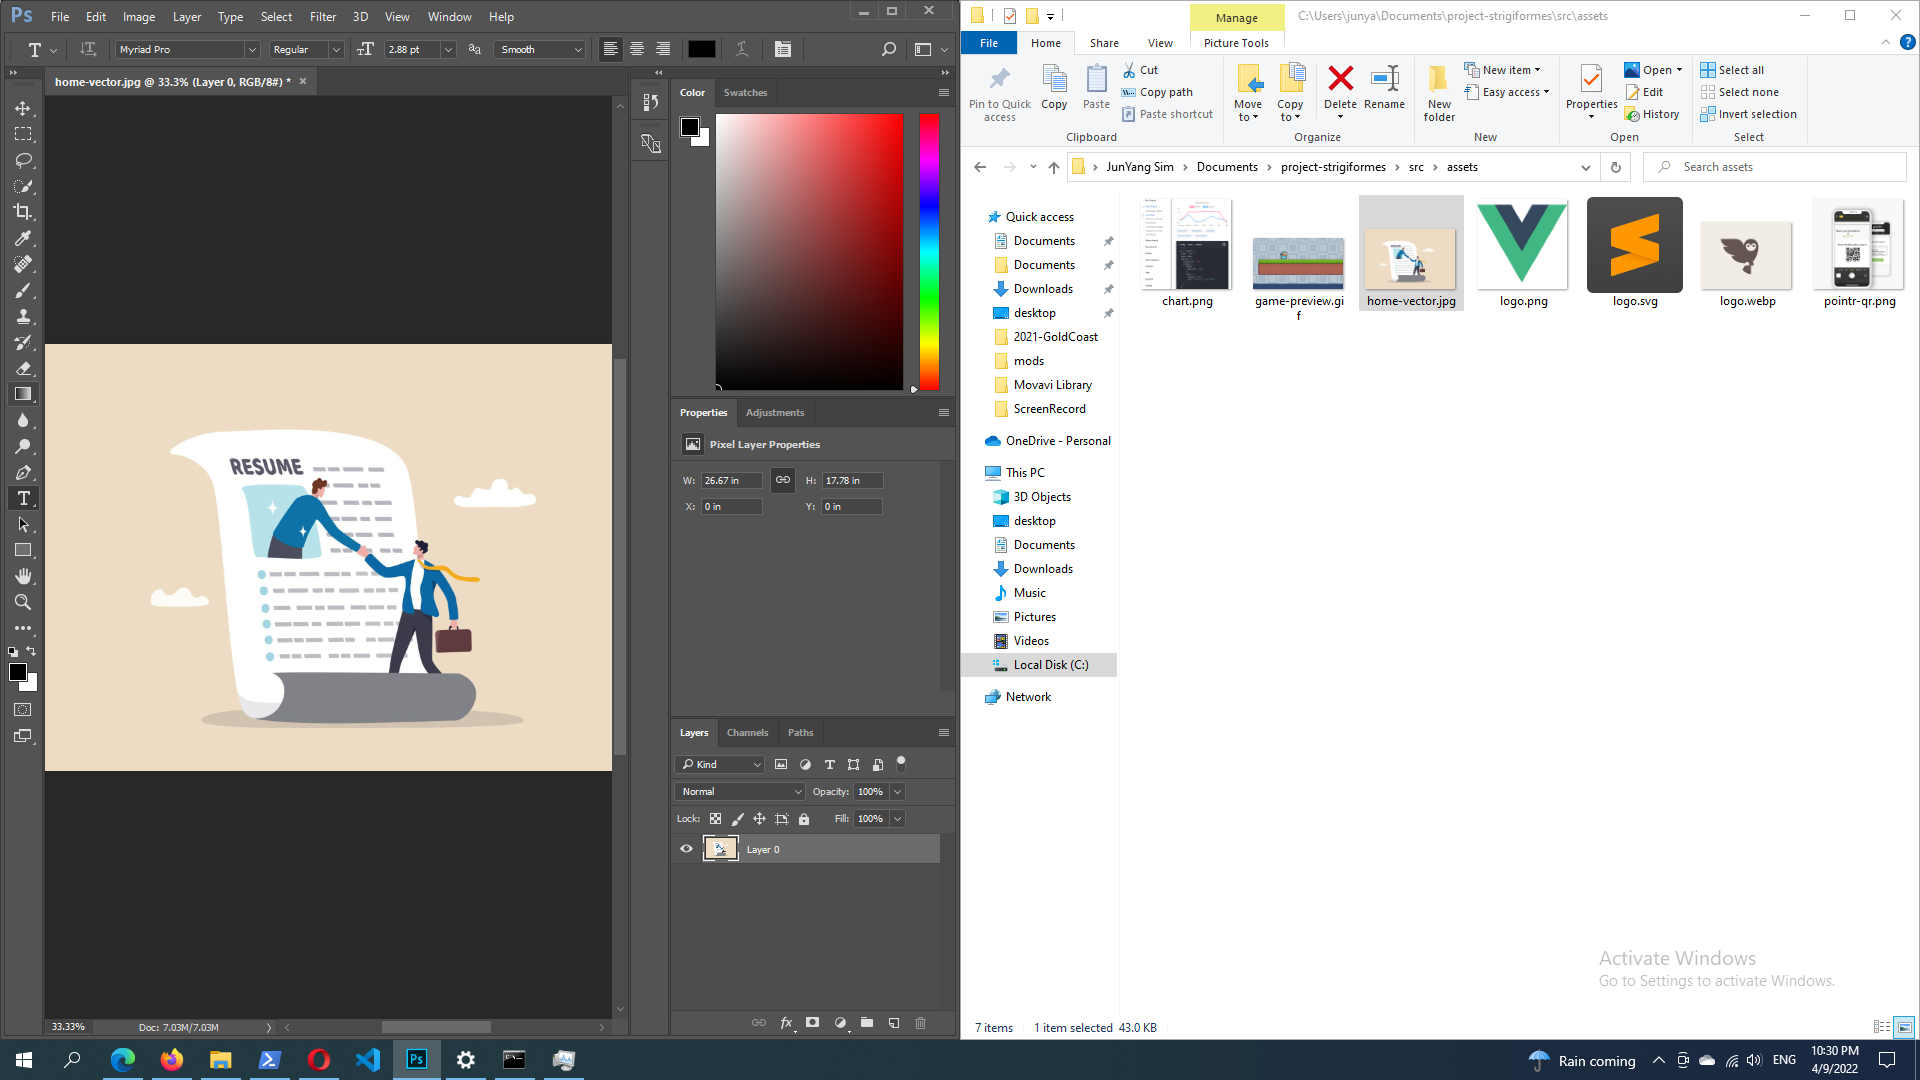 Ps File Edit Image Layer Type Select Filter 3D View Window Help
T Myriad Pro Regular 2.88 pt Smooth
home-vector.jpg @ 33.3% (Layer 0, RGB/8#) *
RESUME
33.33% Doc: 7.03M/7.03M
Color Swatches
Properties Adjustments
Pixel Layer Properties
W: 26.67 in H: 17.78 in
X: 0 in Y: 0 in
Layers Channels Paths
Kind
Normal Opacity: 100%
Lock: Fill: 100%
Layer 0
fx
Manage
C:\Users\junya\Documents\project-strigiformes\src\assets
File Home Share View Picture Tools
Pin to Quick access
Copy
Paste
Cut
Copy path
Paste shortcut
Clipboard
Move to
Copy to
Delete
Rename
Organize
New folder
New item
Easy access
New
Properties
Open
Edit
History
Open
Select all
Select none
Invert selection
Select
JunYang Sim Documents project-strigiformes src assets
Search assets
Quick access
Documents
Documents
Downloads
desktop
2021-GoldCoast
mods
Movavi Library
ScreenRecord
OneDrive - Personal
This PC
3D Objects
desktop
Documents
Downloads
Music
Pictures
Videos
Local Disk (C:)
Network
chart.png
game-preview.gi
f
home-vector.jpg
logo.png
logo.svg
logo.webp
pointr-qr.png
Activate Windows
Go to Settings to activate Windows.
7 items 1 item selected 43.0 KB
Ps
Rain coming
ENG
10:30 PM
4/9/2022